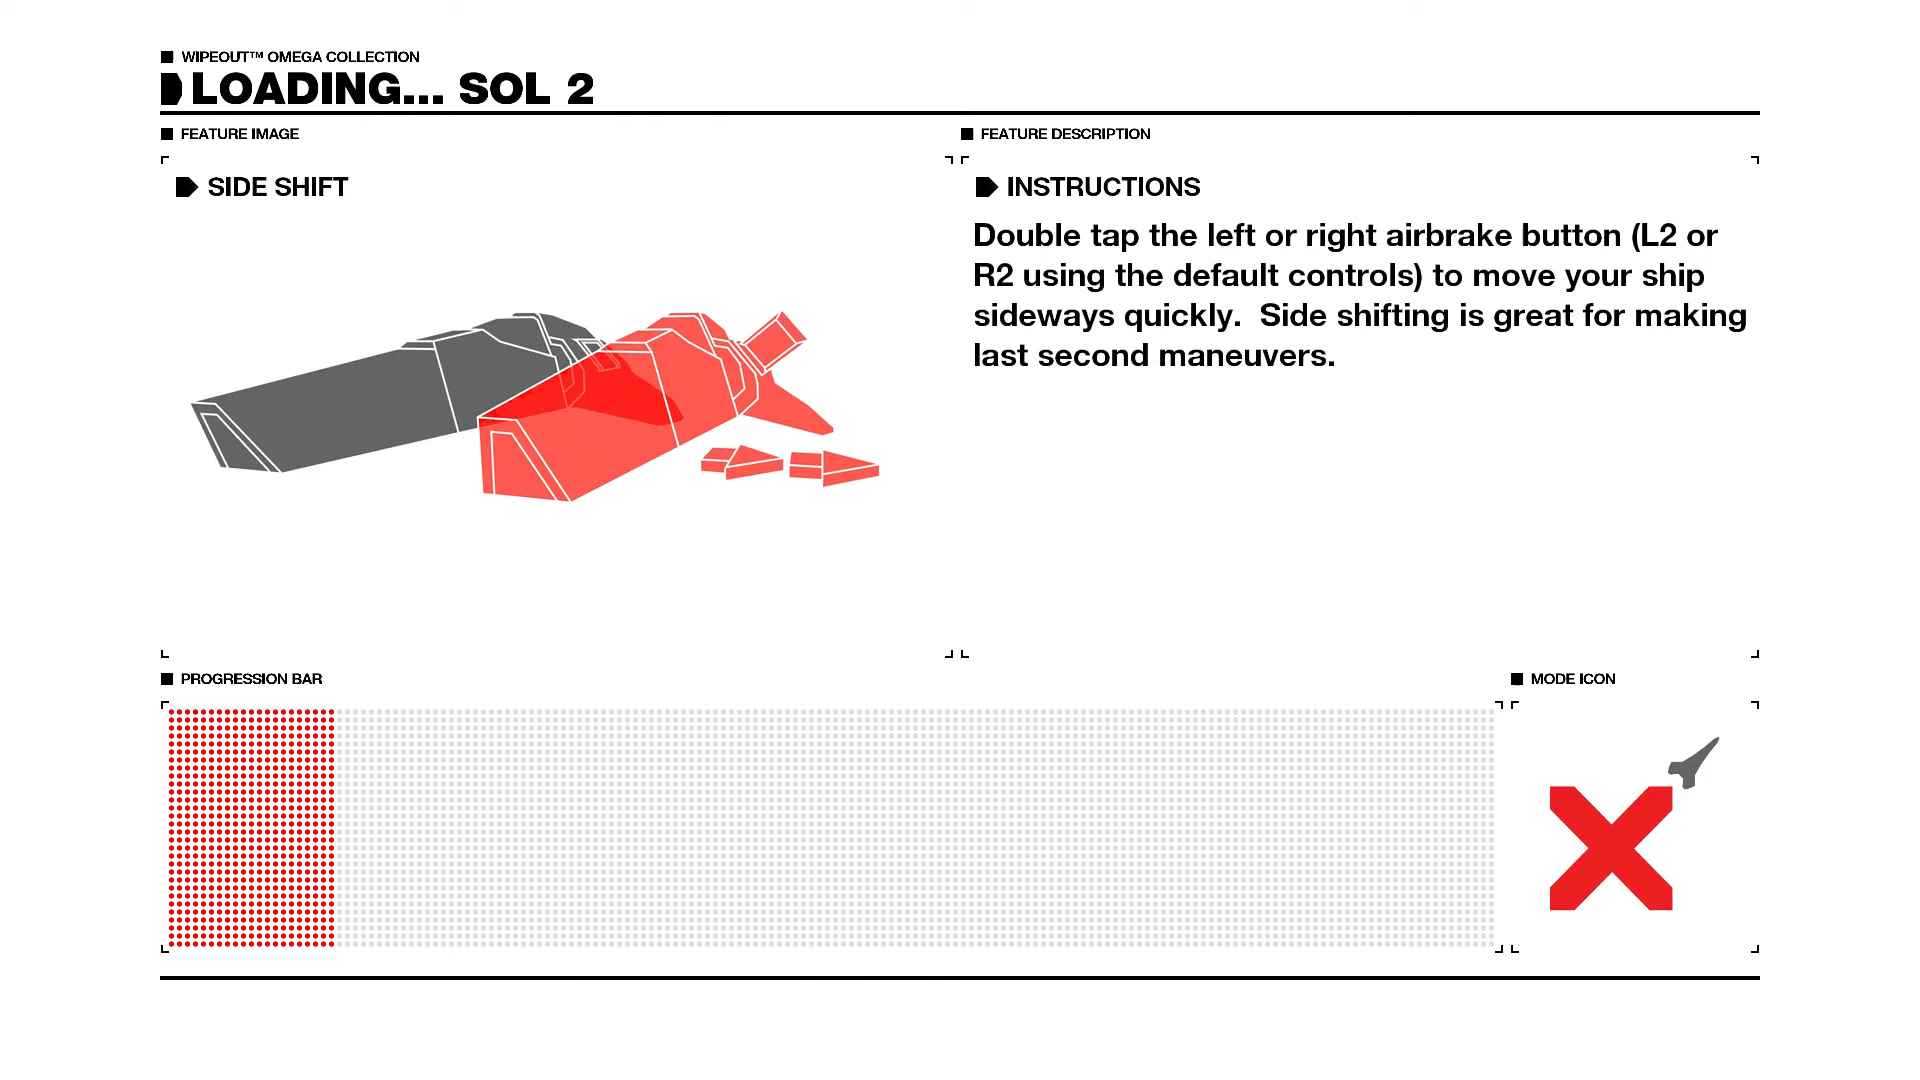 WIPEOUT™ OMEGA COLLECTION
LOADING... SOL 2
FEATURE IMAGE
SIDE SHIFT
FEATURE DESCRIPTION
INSTRUCTIONS
Double tap the left or right airbrake button (L2 or
R2 using the default controls) to move your ship
sideways quickly.  Side shifting is great for making
last second maneuvers.
PROGRESSION BAR
MODE ICON